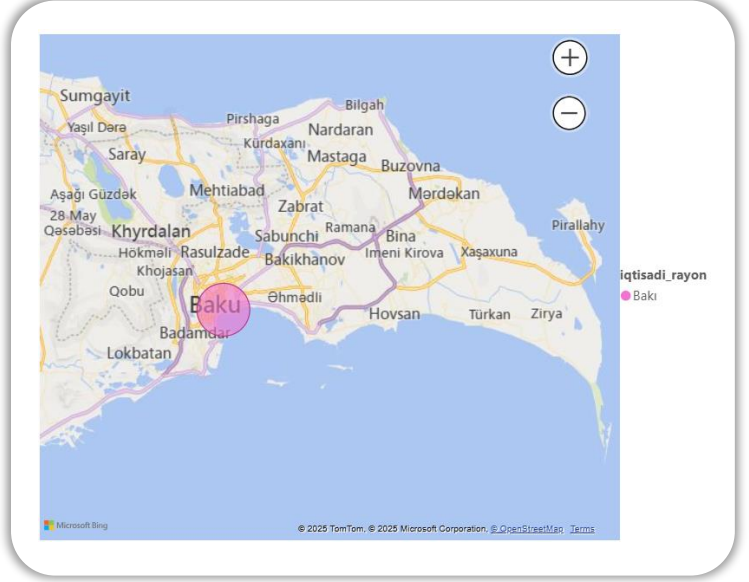 +
Sumgayit
Bilgah
−
Pirshaga
Yaşıl Dərə
Nardaran
Kürdaxanı
Saray
Mastaga
Buzovna
Mehtiabad
Mərdəkan
Aşağı Güzdək
Zabrat
28 May
Qəsəbəsi
Khyrdalan
Sabunchi
Ramana
Bina
Pirallahy
Hökməli
Rasulzade
Bakikhanov
Imeni Kirova
Xaşaxuna
Khojasan
iqtisadi_rayon
Qobu
Əhmədli
Bakı
Baku
Hovsan
Türkan
Zirya
Badamdar
Lokbatan
Microsoft Bing
© 2025 TomTom, © 2025 Microsoft Corporation, © OpenStreetMap Terms